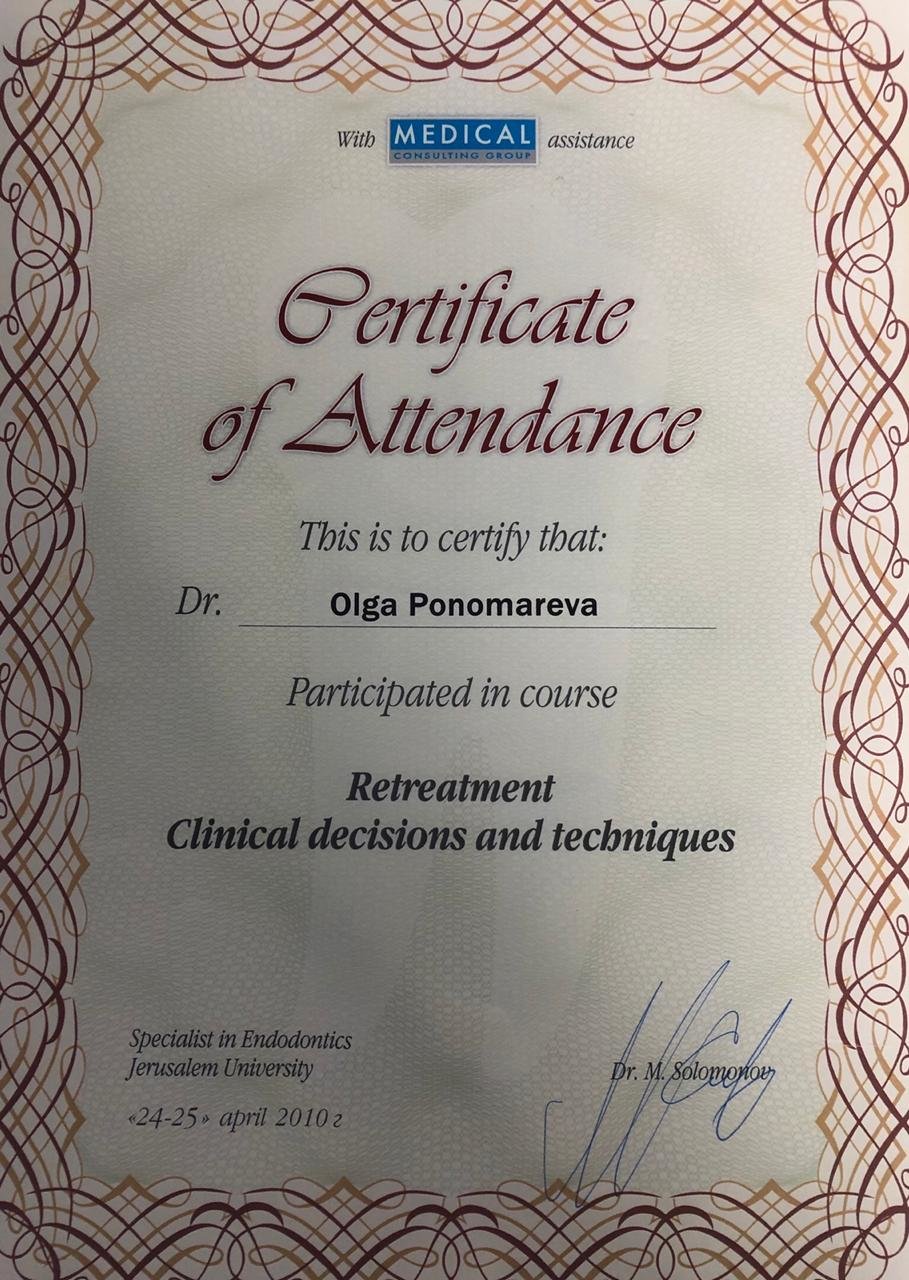 With MEDICAL assistance
CONSULTING GROUP
Certificate
of Attendance
This is to certify that:
Dr. Olga Ponomareva
Participated in course
Retreatment
Clinical decisions and techniques
Specialist in Endodontics
Jerusalem University
Dr. M. Solomonov
«24-25» april 2010 г